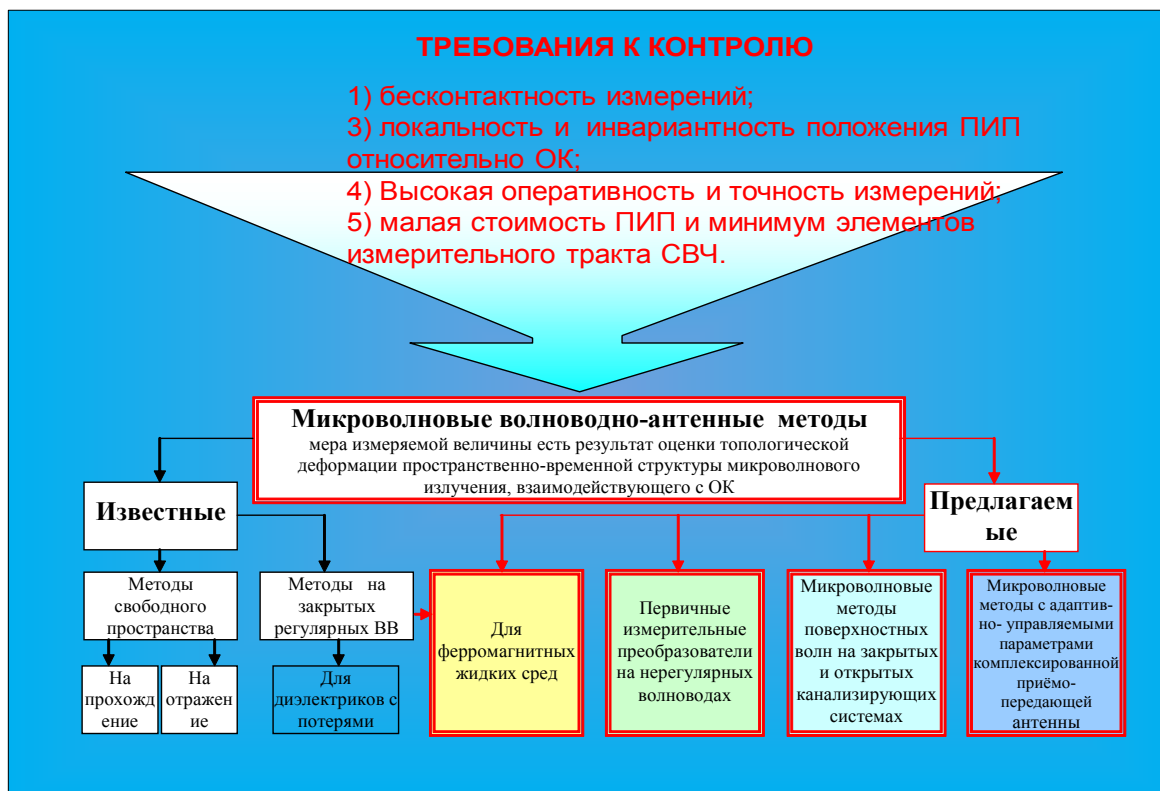 ТРЕБОВАНИЯ К КОНТРОЛЮ
1) бесконтактность измерений;
3) локальность и инвариантность положения ПИП
относительно ОК;
4) Высокая оперативность и точность измерений;
5) малая стоимость ПИП и минимум элементов
измерительного тракта СВЧ.
Микроволновые волноводно-антенные методы
мера измеряемой величины есть результат оценки топологической
деформации пространственно-временной структуры микроволнового
излучения, взаимодействующего с ОК
Известные
Предлагаем
ые
Методы
свободного
пространства
Методы на
закрытых
регулярных ВВ
На
прохожд
ение
На
отражен
ие
Для
диэлектриков с
потерями
Для
ферромагнитных
жидких сред
Первичные
измерительные
преобразователи
на нерегулярных
волноводах
Микроволновые
методы
поверхностных
волн на закрытых
и открытых
канализирующих
системах
Микроволновые
методы с адаптив-
но- управляемыми
параметрами
комплексированной
приёмо-
передающей
антенны